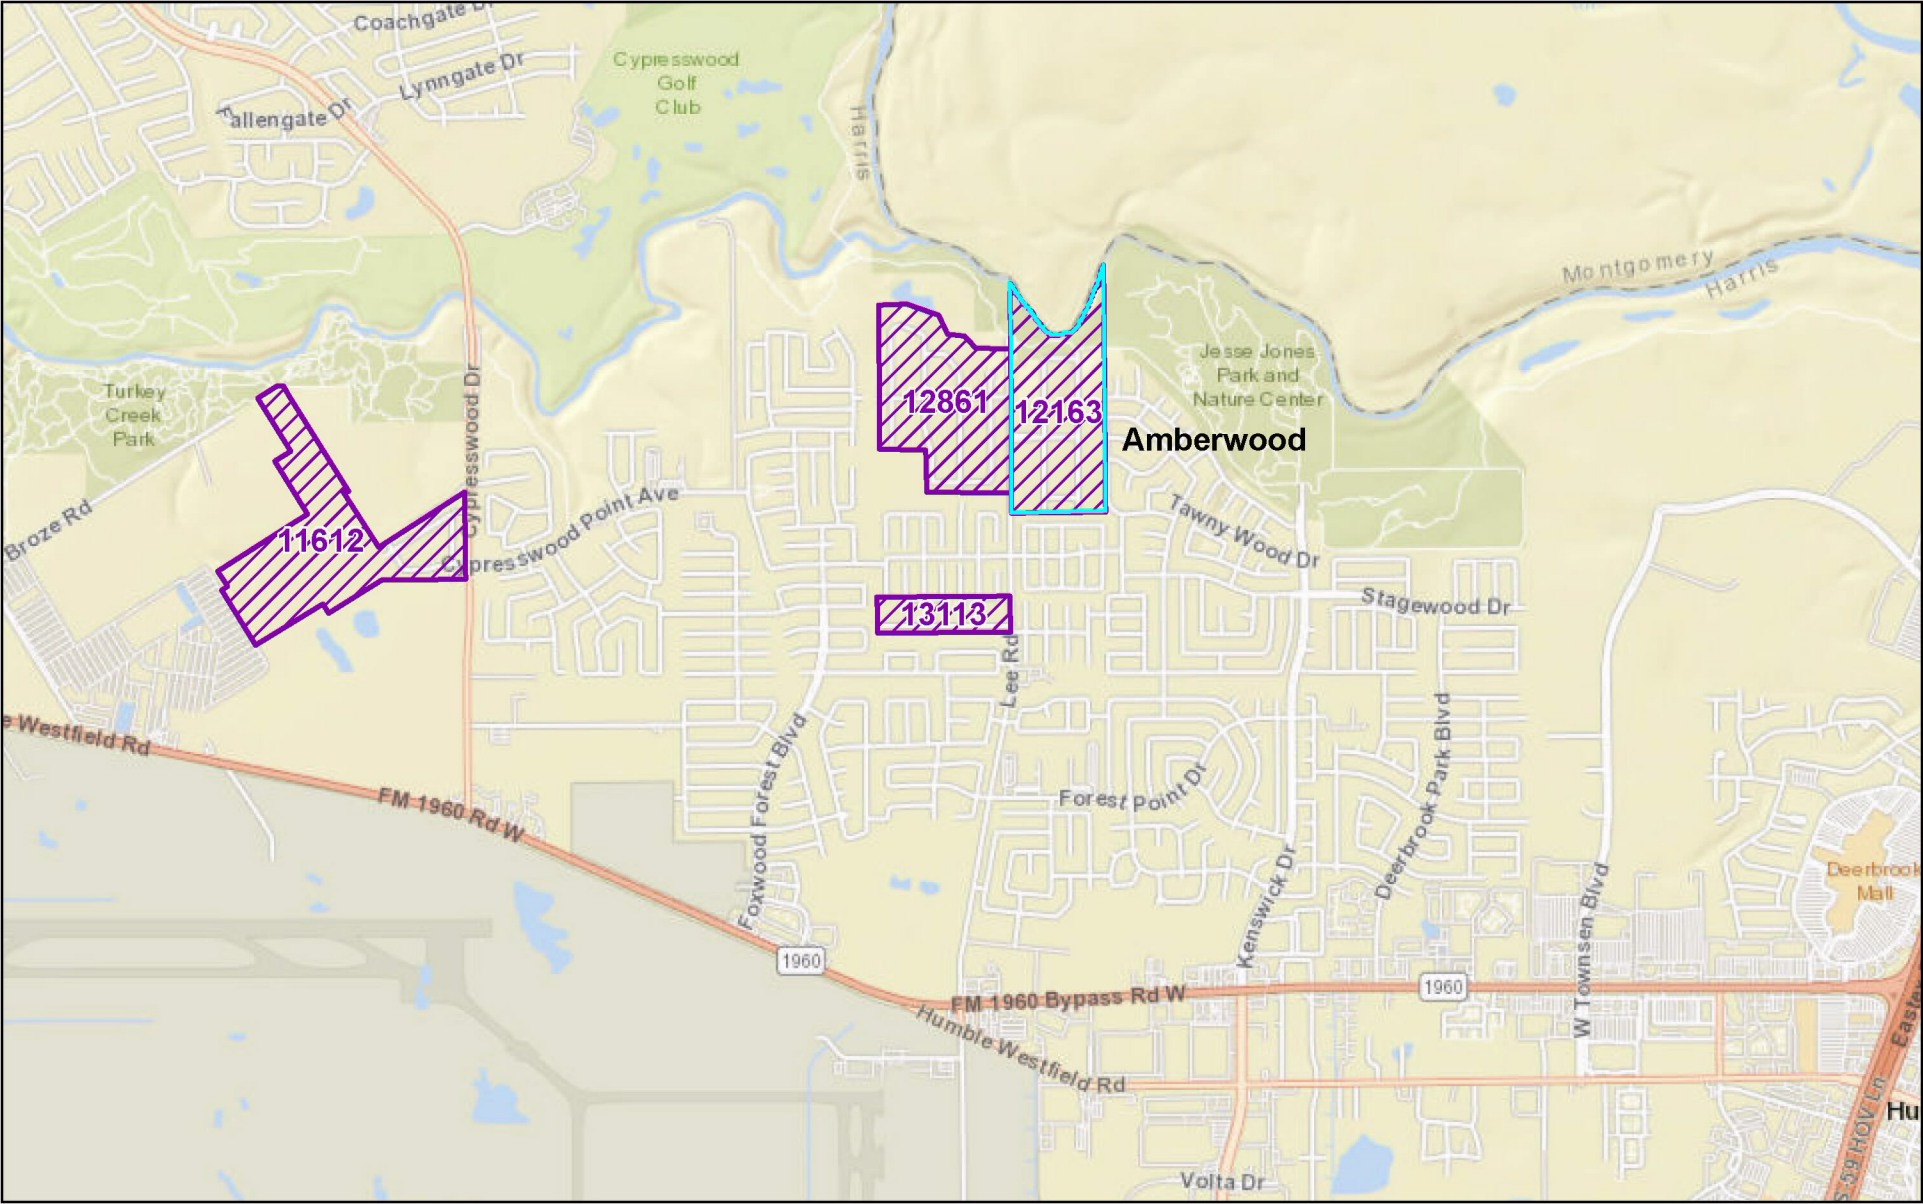 Coachgate Dr
Lynngate Dr
Fallengate Dr
Cypresswood
Golf
Club
Harris
Montgomery
Harris
Turkey
Creek
Park
Cypresswood Dr
Jesse Jones
Park and
Nature Center
12861
12163
Amberwood
Broze Rd
11612
Cypresswood Point Ave
Tawny Wood Dr
Stagewood Dr
13113
Lee Rd
e Westfield Rd
FM 1960 Rd W
Foxwood Forest Blvd
Forest Point Dr
Deerbrook Park Blvd
Kenswick Dr
W Townsen Blvd
Deerbrook
Mall
1960
FM 1960 Bypass Rd W
1960
Humble Westfield Rd
Eastex
59 HOV Ln
Hu
Volta Dr